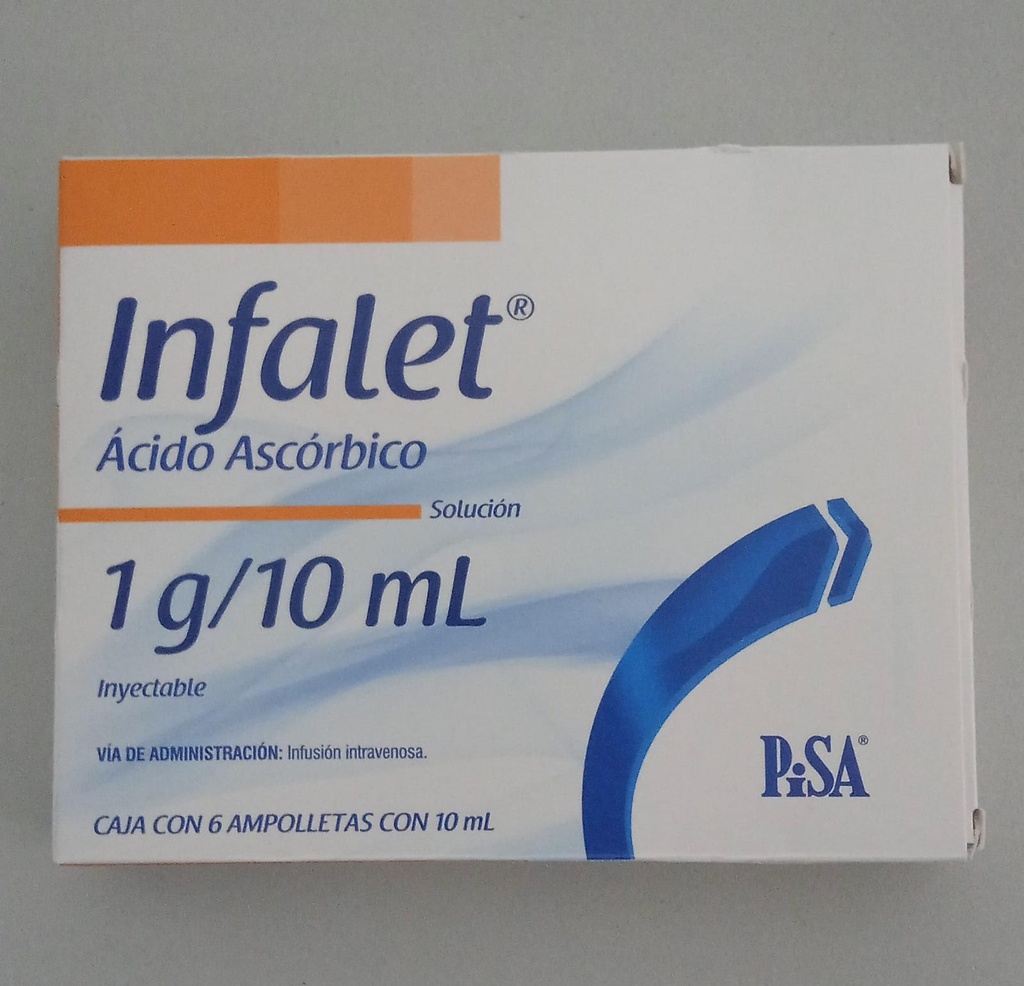 Infalet®
Ácido Ascórbico
Solución
1 g/10 mL
Inyectable
VÍA DE ADMINISTRACIÓN: Infusión intravenosa.
CAJA CON 6 AMPOLLETAS CON 10 mL
PiSA®